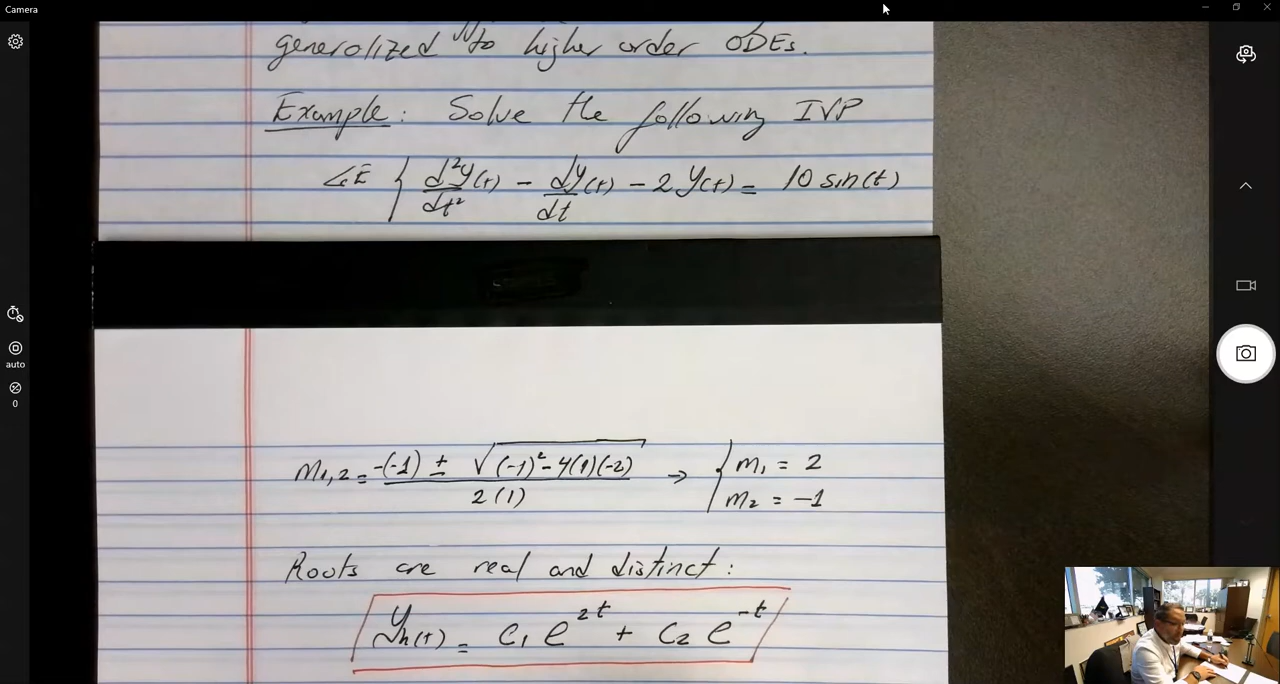 Camera
generalized to higher order ODEs.
Example: Solve the following IVP
GE { d²y(t)/dt² - dy(t)/dt - 2y(t) = 10 sin(t)
auto
0
m1,2 = -(-1) ± √((-1)² - 4(1)(-2)) / 2(1) → { m1 = 2
m2 = -1
Roots are real and distinct:
yh(t) = C1 e^2t + C2 e^-t